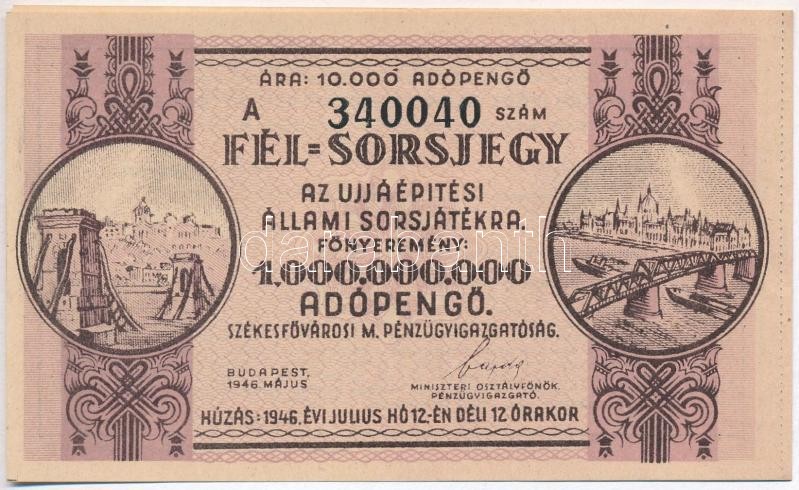 ÁRA: 10.000 ADÓPENGŐ
A 340040 SZÁM
FÉL=SORSJEGY
AZ UJJÁÉPITÉSI
ÁLLAMI SORSJÁTÉKRA.
FŐNYEREMÉNY:
1,000.000.000
ADÓPENGŐ.
SZÉKESFŐVÁROSI M. PÉNZÜGYIGAZGATÓSÁG.
BUDAPEST,
1946. MÁJUS
MINISZTERI OSZTÁLYFŐNÖK.
PÉNZÜGYIGAZGATÓ.
HÚZÁS: 1946. ÉVI JULIUS HÓ 12-ÉN DÉLI 12 ÓRAKOR
darabanth